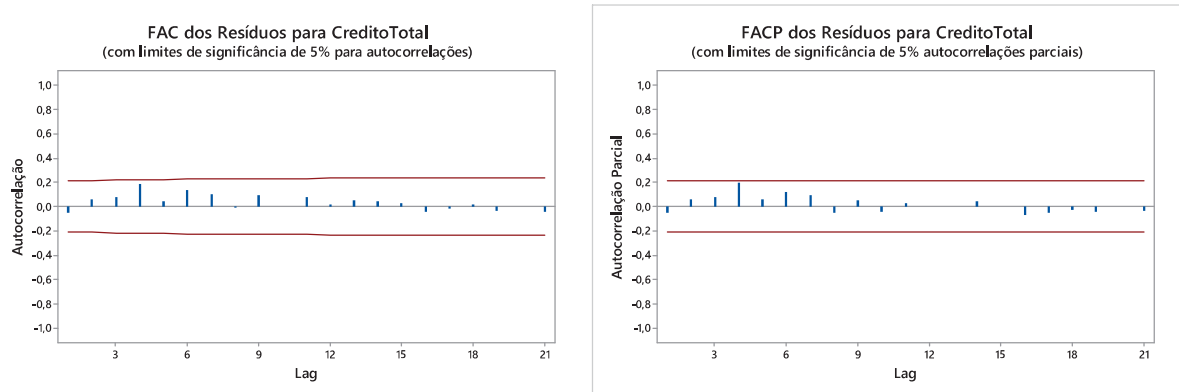 FAC dos Resíduos para CreditoTotal
(com limites de significância de 5% para autocorrelações)
Autocorrelação
1,0
0,8
0,6
0,4
0,2
0,0
-0,2
-0,4
-0,6
-0,8
-1,0
3 6 9 12 15 18 21
Lag
FACP dos Resíduos para CreditoTotal
(com limites de significância de 5% autocorrelações parciais)
Autocorrelação Parcial
1,0
0,8
0,6
0,4
0,2
0,0
-0,2
-0,4
-0,6
-0,8
-1,0
3 6 9 12 15 18 21
Lag